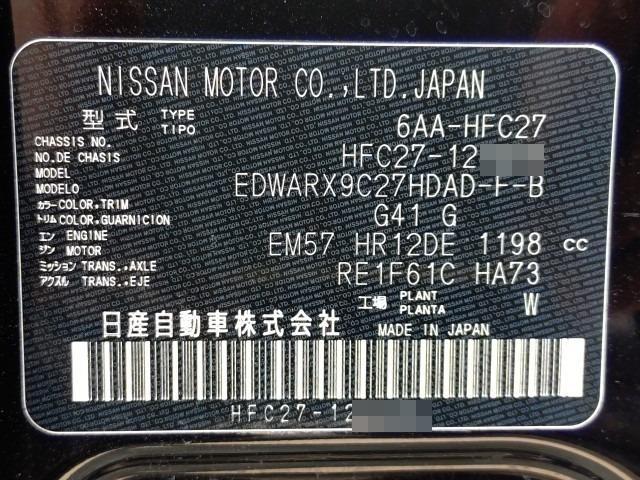 NISSAN MOTOR CO.,LTD.JAPAN
型式 TYPE TIPO 6AA-HFC27
CHASSIS NO.
NO.DE CHASIS HFC27-12
MODEL
MODELO EDWARX9C27HDAD-F-B
カラー COLOR,TRIM
トリム COLOR,GUARNICION G41 G
エン ENGINE
ジン MOTOR EM57 HR12DE 1198 CC
ミッション TRANS.,AXLE
アクスル TRANS.,EJE RE1F61C HA73
工場 PLANT PLANTA W
日産自動車株式会社 MADE IN JAPAN
HFC27-12